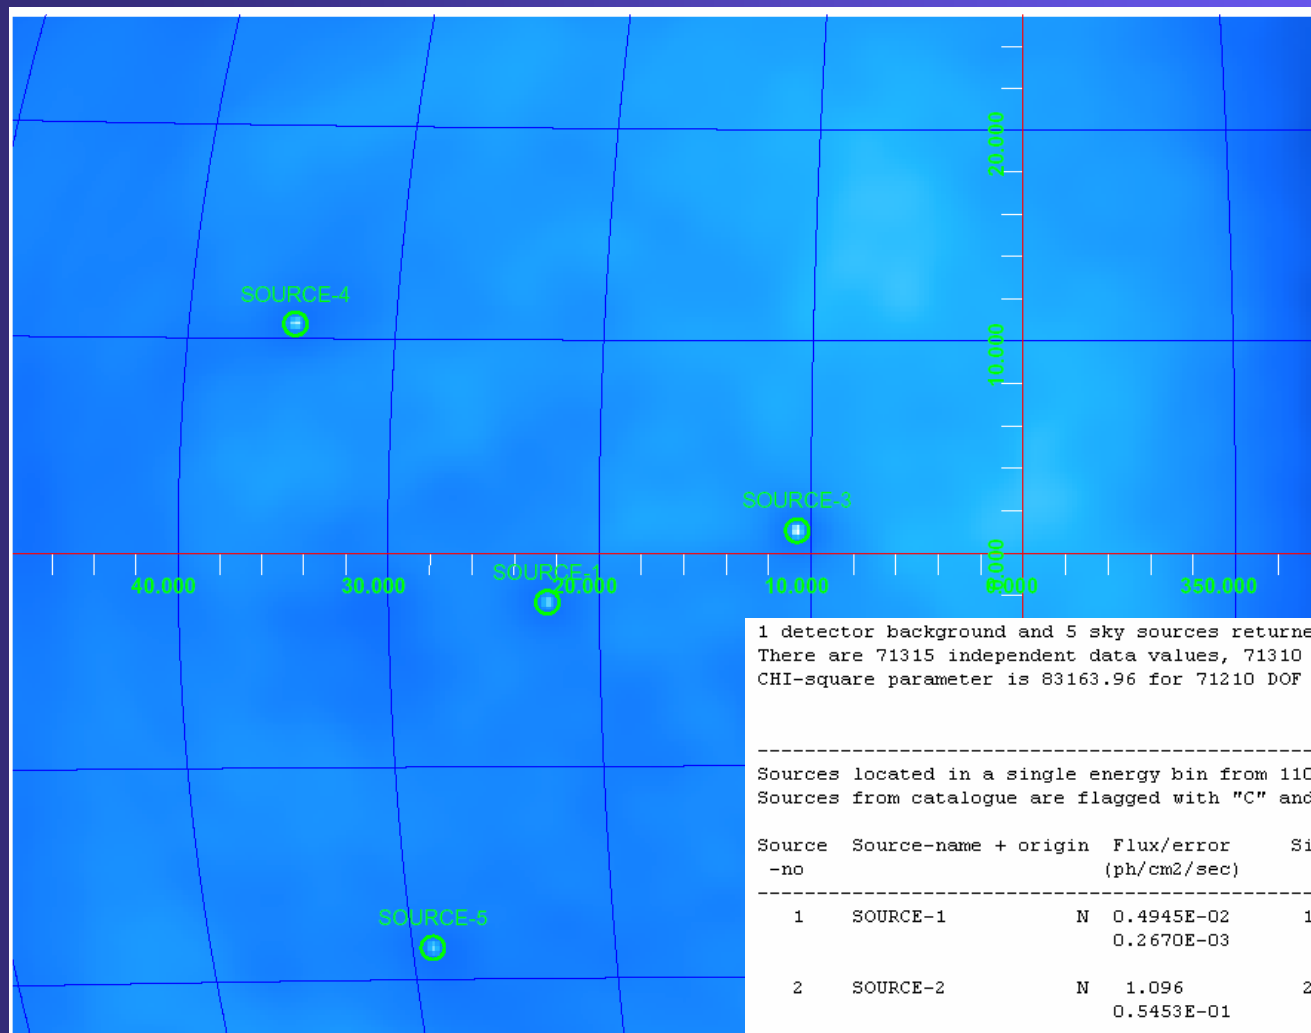 20.000
SOURCE-4
10.000
SOURCE-3
SOURCE-1
40.000 30.000 20.000 10.000 350.000
1 detector background and 5 sky sources returne
There are 71315 independent data values, 71310
CHI-square parameter is 83163.96 for 71210 DOF
Sources located in a single energy bin from 110
Sources from catalogue are flagged with "C" and
Source Source-name + origin Flux/error Si
-no (ph/cm2/sec)
1 SOURCE-1 N 0.4945E-02 1
0.2670E-03
SOURCE-5
2 SOURCE-2 N 1.096 2
0.5453E-01